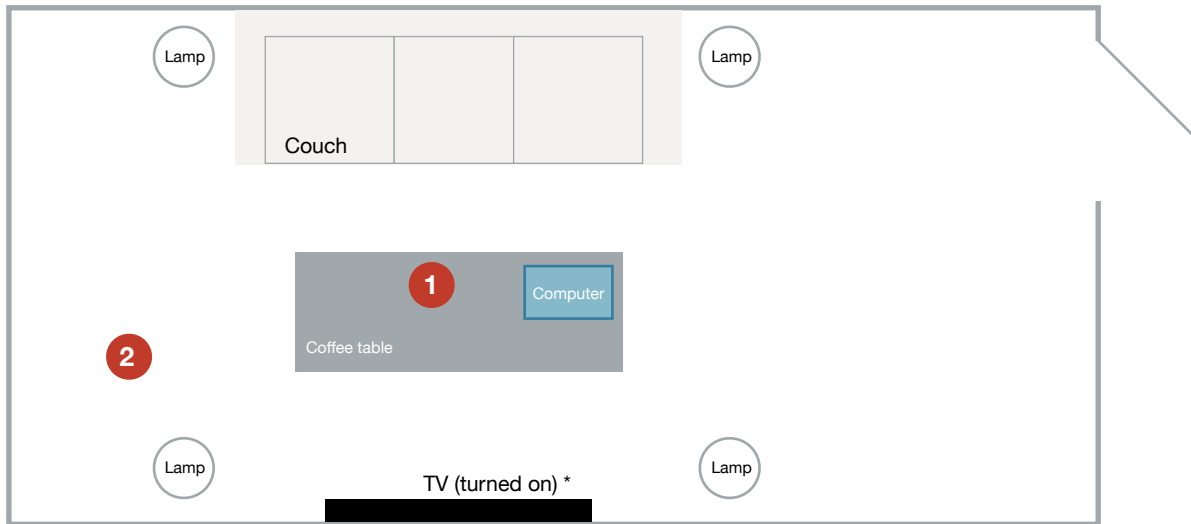 Lamp
Lamp
Couch
1
Computer
Coffee table
2
Lamp
Lamp
TV (turned on) *